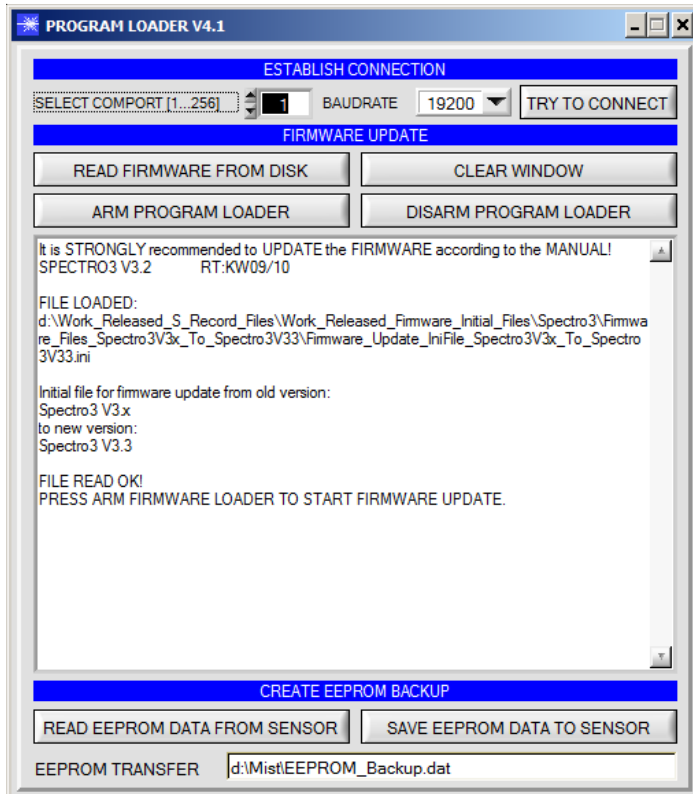 PROGRAM LOADER V4.1
ESTABLISH CONNECTION
SELECT COMPORT [1...256] 1 BAUDRATE 19200 TRY TO CONNECT
FIRMWARE UPDATE
READ FIRMWARE FROM DISK CLEAR WINDOW
ARM PROGRAM LOADER DISARM PROGRAM LOADER
It is STRONGLY recommended to UPDATE the FIRMWARE according to the MANUAL!
SPECTRO3 V3.2 RT:KW09/10
FILE LOADED:
d:\Work_Released_S_Record_Files\Work_Released_Firmware_Initial_Files\Spectro3\Firmwa
re_Files_Spectro3V3x_To_Spectro3V33\Firmware_Update_IniFile_Spectro3V3x_To_Spectro
3V33.ini
Initial file for firmware update from old version:
Spectro3 V3.x
to new version:
Spectro3 V3.3
FILE READ OK!
PRESS ARM FIRMWARE LOADER TO START FIRMWARE UPDATE.
CREATE EEPROM BACKUP
READ EEPROM DATA FROM SENSOR SAVE EEPROM DATA TO SENSOR
EEPROM TRANSFER d:\Mist\EEPROM_Backup.dat